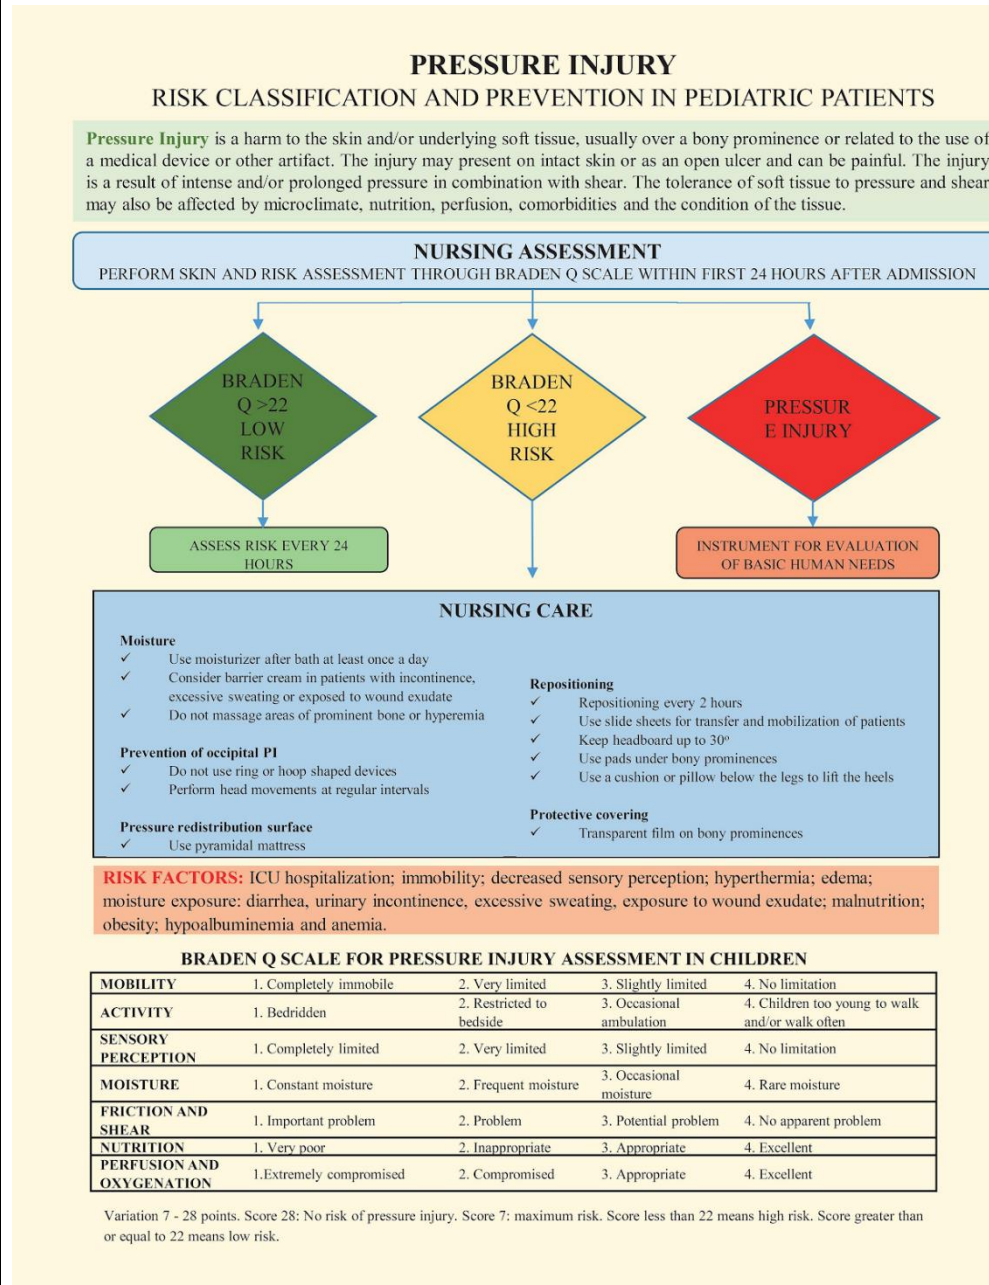 PRESSURE INJURY
RISK CLASSIFICATION AND PREVENTION IN PEDIATRIC PATIENTS
Pressure Injury is a harm to the skin and/or underlying soft tissue, usually over a bony prominence or related to the use of
a medical device or other artifact. The injury may present on intact skin or as an open ulcer and can be painful. The injury
is a result of intense and/or prolonged pressure in combination with shear. The tolerance of soft tissue to pressure and shear
may also be affected by microclimate, nutrition, perfusion, comorbidities and the condition of the tissue.
NURSING ASSESSMENT
PERFORM SKIN AND RISK ASSESSMENT THROUGH BRADEN Q SCALE WITHIN FIRST 24 HOURS AFTER ADMISSION
BRADEN
Q >22
LOW
RISK
BRADEN
Q <22
HIGH
RISK
PRESSUR
E INJURY
ASSESS RISK EVERY 24
HOURS
INSTRUMENT FOR EVALUATION
OF BASIC HUMAN NEEDS
NURSING CARE
Moisture
✓ Use moisturizer after bath at least once a day
✓ Consider barrier cream in patients with incontinence,
excessive sweating or exposed to wound exudate
✓ Do not massage areas of prominent bone or hyperemia
Prevention of occipital PI
✓ Do not use ring or hoop shaped devices
✓ Perform head movements at regular intervals
Pressure redistribution surface
✓ Use pyramidal mattress
Repositioning
✓ Repositioning every 2 hours
✓ Use slide sheets for transfer and mobilization of patients
✓ Keep headboard up to 30º
✓ Use pads under bony prominences
✓ Use a cushion or pillow below the legs to lift the heels
Protective covering
✓ Transparent film on bony prominences
RISK FACTORS: ICU hospitalization; immobility; decreased sensory perception; hyperthermia; edema;
moisture exposure: diarrhea, urinary incontinence, excessive sweating, exposure to wound exudate; malnutrition;
obesity; hypoalbuminemia and anemia.
BRADEN Q SCALE FOR PRESSURE INJURY ASSESSMENT IN CHILDREN
MOBILITY 1. Completely immobile 2. Very limited 3. Slightly limited 4. No limitation
ACTIVITY 1. Bedridden 2. Restricted to bedside 3. Occasional ambulation 4. Children too young to walk and/or walk often
SENSORY PERCEPTION 1. Completely limited 2. Very limited 3. Slightly limited 4. No limitation
MOISTURE 1. Constant moisture 2. Frequent moisture 3. Occasional moisture 4. Rare moisture
FRICTION AND SHEAR 1. Important problem 2. Problem 3. Potential problem 4. No apparent problem
NUTRITION 1. Very poor 2. Inappropriate 3. Appropriate 4. Excellent
PERFUSION AND OXYGENATION 1.Extremely compromised 2. Compromised 3. Appropriate 4. Excellent
Variation 7 - 28 points. Score 28: No risk of pressure injury. Score 7: maximum risk. Score less than 22 means high risk. Score greater than
or equal to 22 means low risk.